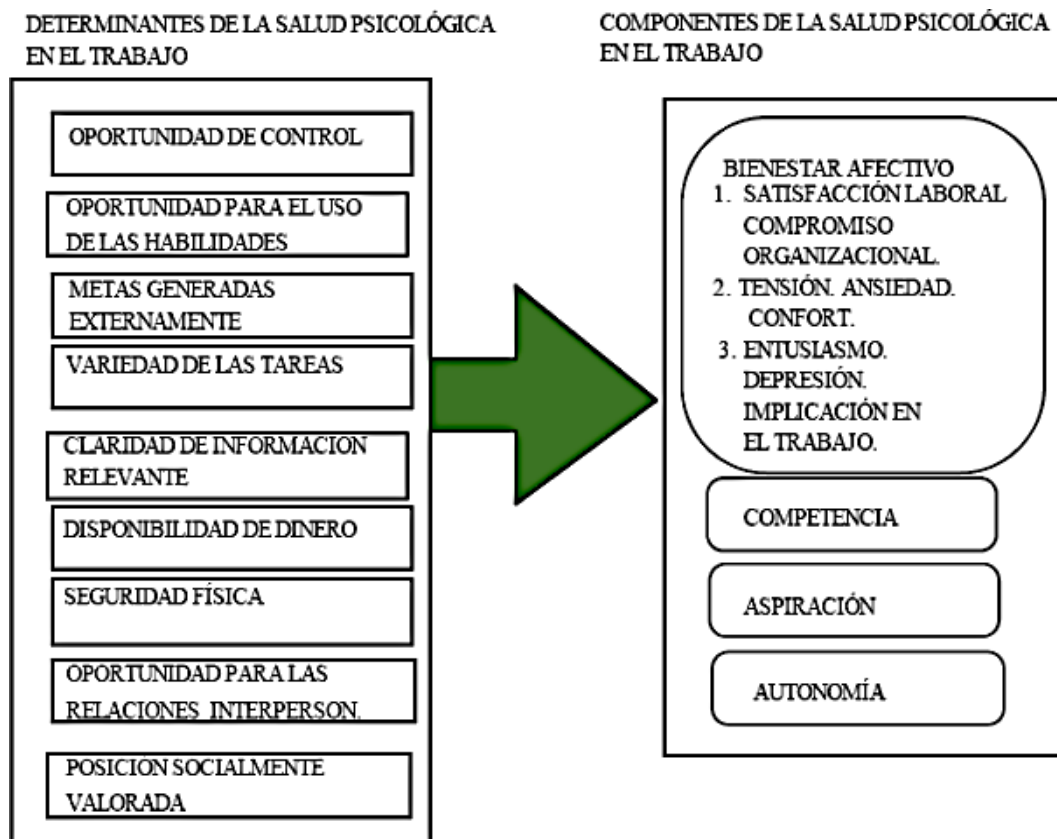 DETERMINANTES DE LA SALUD PSICOLÓGICA
EN EL TRABAJO
OPORTUNIDAD DE CONTROL
OPORTUNIDAD PARA EL USO
DE LAS HABILIDADES
METAS GENERADAS
EXTERNAMENTE
VARIEDAD DE LAS TAREAS
CLARIDAD DE INFORMACION
RELEVANTE
DISPONIBILIDAD DE DINERO
SEGURIDAD FÍSICA
OPORTUNIDAD PARA LAS
RELACIONES INTERPERSON.
POSICIÓN SOCIALMENTE
VALORADA
COMPONENTES DE LA SALUD PSICOLÓGICA
EN EL TRABAJO
BIENESTAR AFECTIVO
1. SATISFACCIÓN LABORAL
COMPROMISO
ORGANIZACIONAL.
2. TENSIÓN. ANSIEDAD.
CONFORT.
3. ENTUSIASMO.
DEPRESIÓN.
IMPLICACIÓN EN
EL TRABAJO.
COMPETENCIA
ASPIRACIÓN
AUTONOMÍA